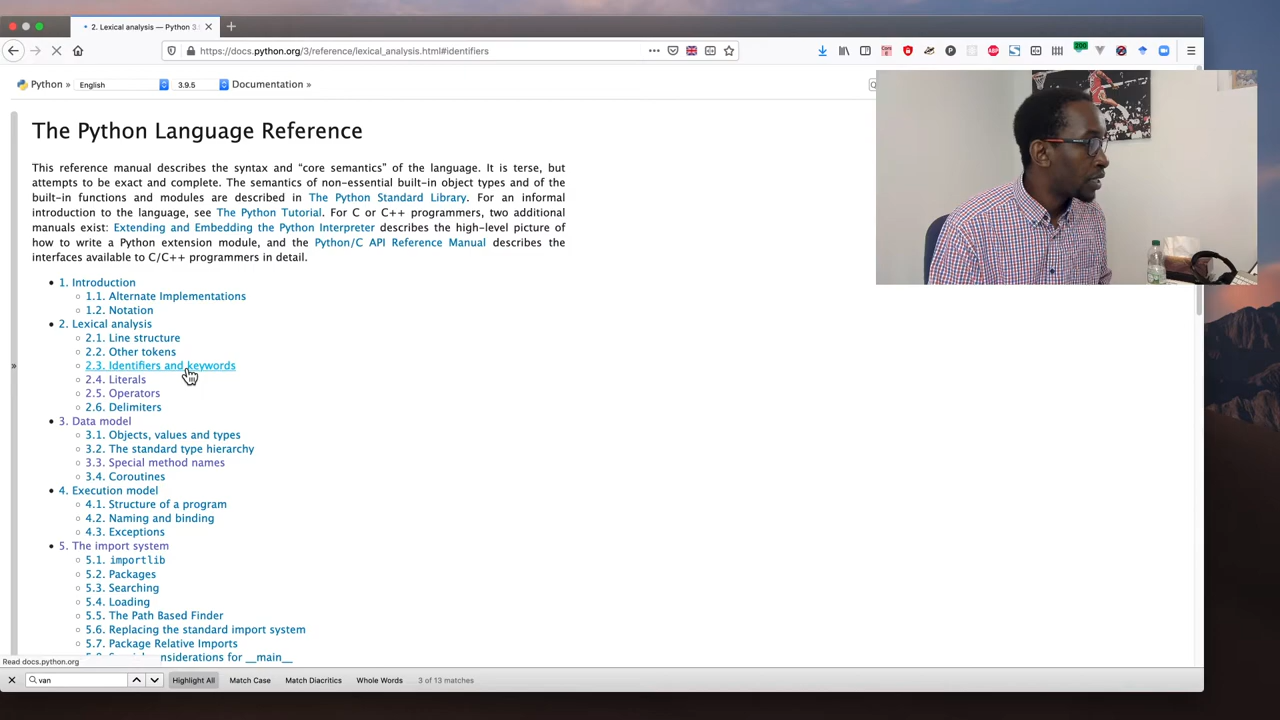 2. Lexical analysis — Python 3.
https://docs.python.org/3/reference/lexical_analysis.html#identifiers
200
Python » English 3.9.5 Documentation »
The Python Language Reference
This reference manual describes the syntax and “core semantics” of the language. It is terse, but
attempts to be exact and complete. The semantics of non-essential built-in object types and of the
built-in functions and modules are described in The Python Standard Library. For an informal
introduction to the language, see The Python Tutorial. For C or C++ programmers, two additional
manuals exist: Extending and Embedding the Python Interpreter describes the high-level picture of
how to write a Python extension module, and the Python/C API Reference Manual describes the
interfaces available to C/C++ programmers in detail.
1. Introduction
1.1. Alternate Implementations
1.2. Notation
2. Lexical analysis
2.1. Line structure
2.2. Other tokens
2.3. Identifiers and keywords
2.4. Literals
2.5. Operators
2.6. Delimiters
3. Data model
3.1. Objects, values and types
3.2. The standard type hierarchy
3.3. Special method names
3.4. Coroutines
4. Execution model
4.1. Structure of a program
4.2. Naming and binding
4.3. Exceptions
5. The import system
5.1. importlib
5.2. Packages
5.3. Searching
5.4. Loading
5.5. The Path Based Finder
5.6. Replacing the standard import system
5.7. Package Relative Imports
considerations for __main__
Read docs.python.org
van Highlight All Match Case Match Diacritics Whole Words 3 of 13 matches